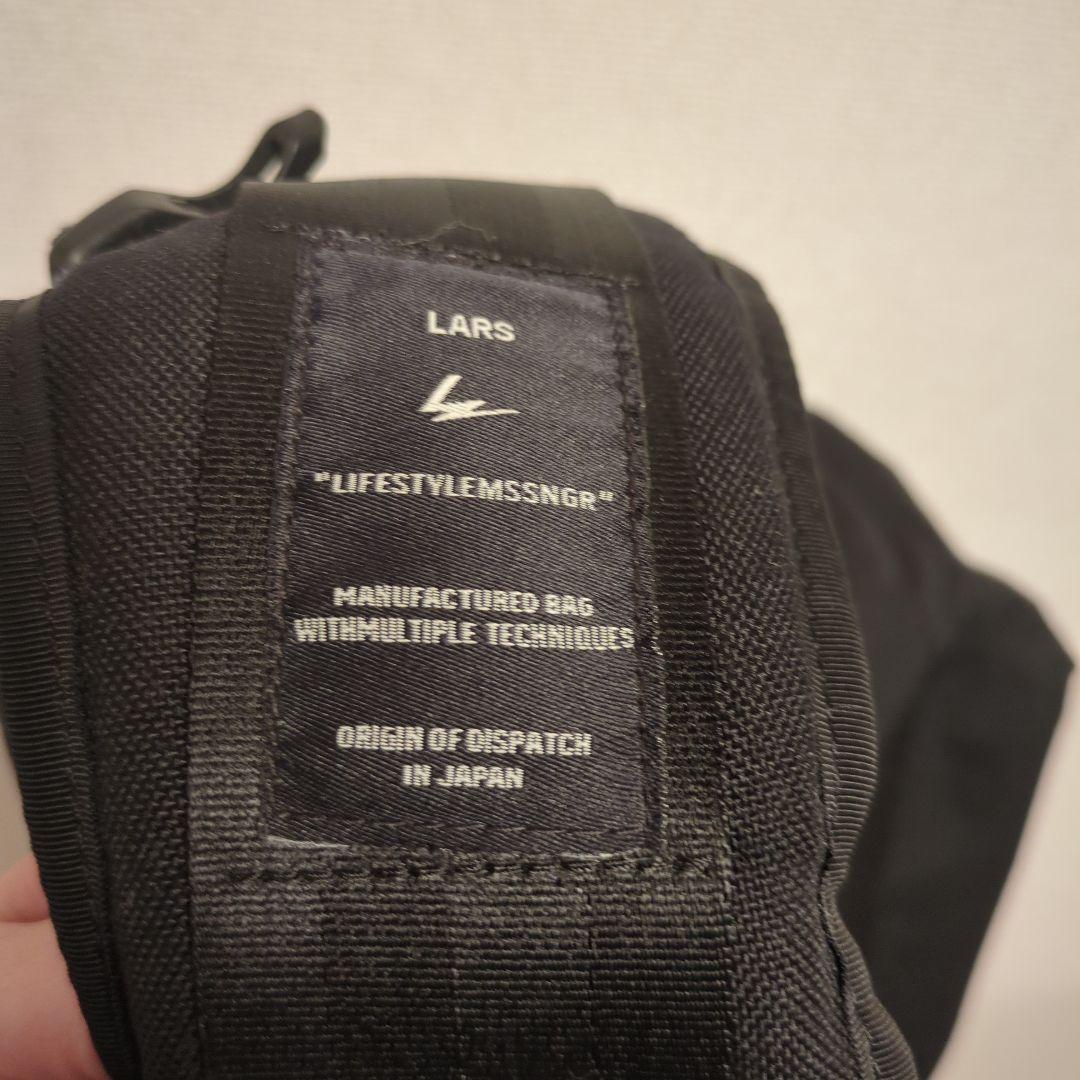 LARS
"LIFESTYLEMSSNGR"
MANUFACTURED BAG
WITHMULTIPLE TECHNIQUES
ORIGIN OF DISPATCH
IN JAPAN